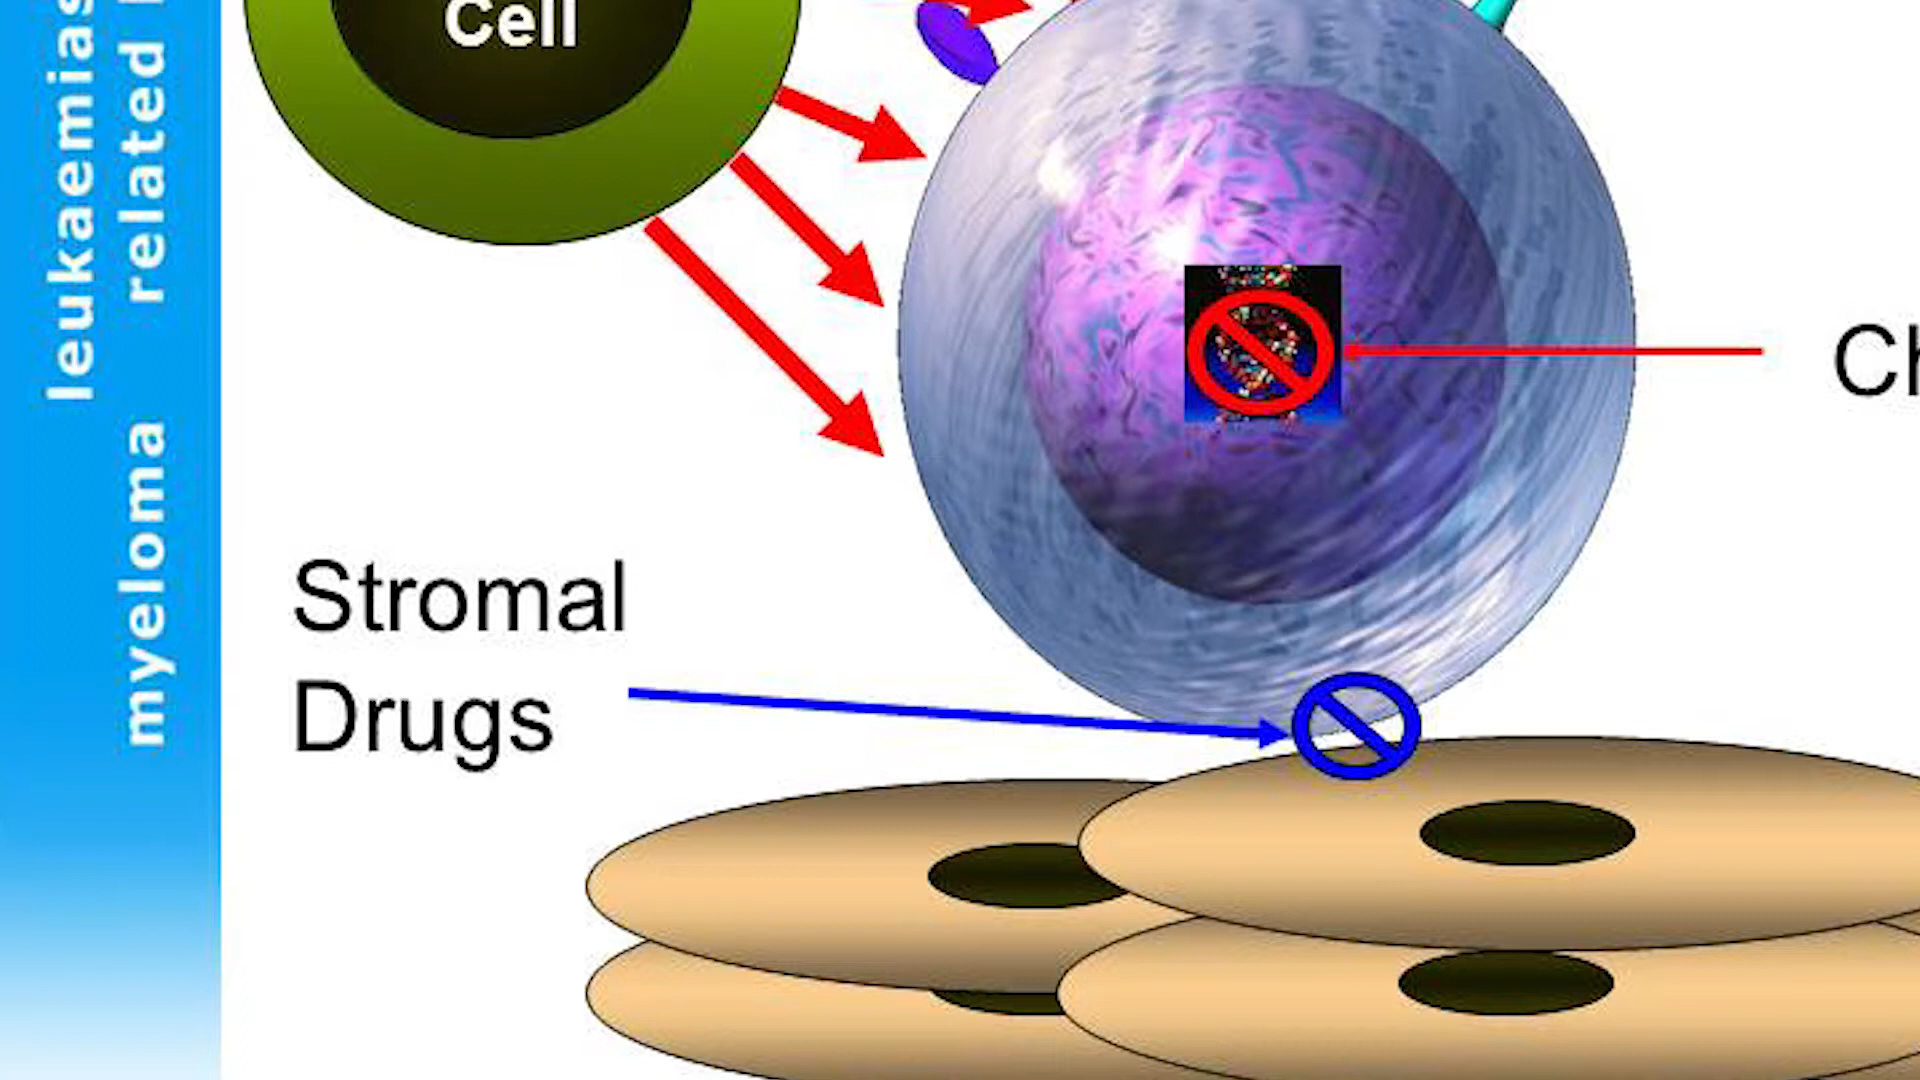 leukaemias
related
myeloma
Cell
Stromal
Drugs